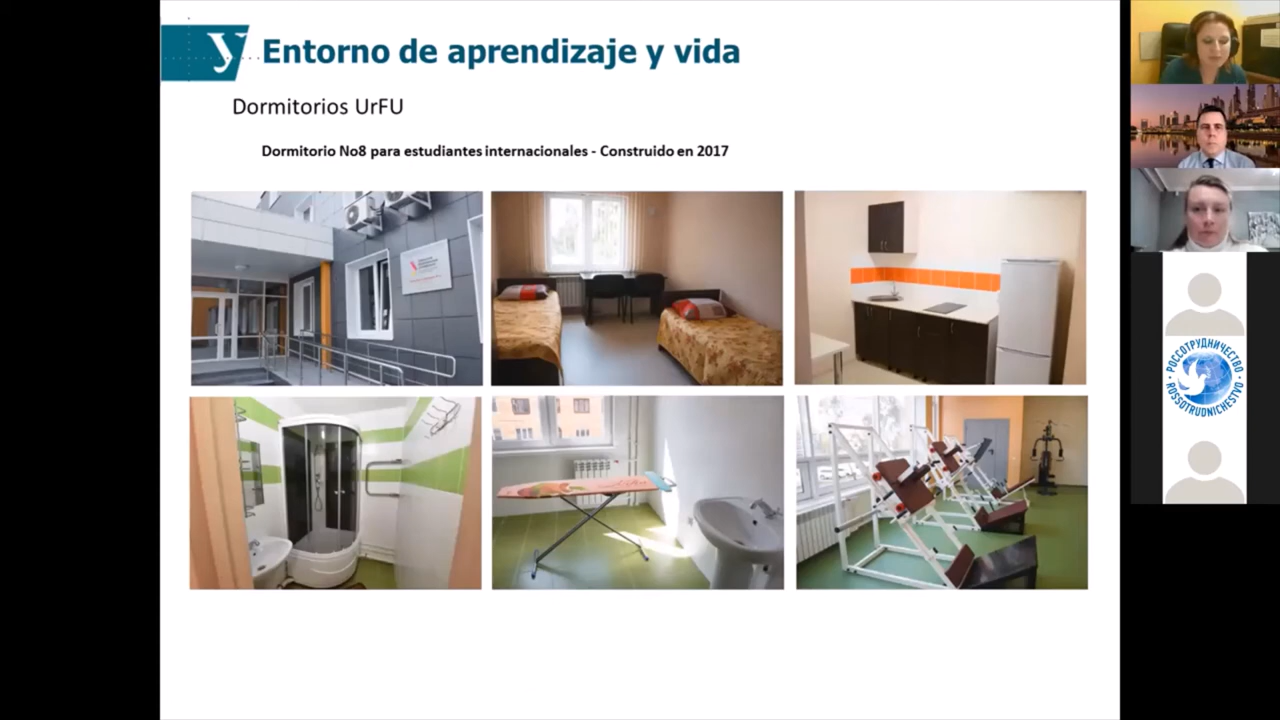 У
Entorno de aprendizaje y vida
Dormitorios UrFU
Dormitorio No8 para estudiantes internacionales - Construido en 2017
РОССОТРУДНИЧЕСТВО
ROSSOTRUDNICHESTVO